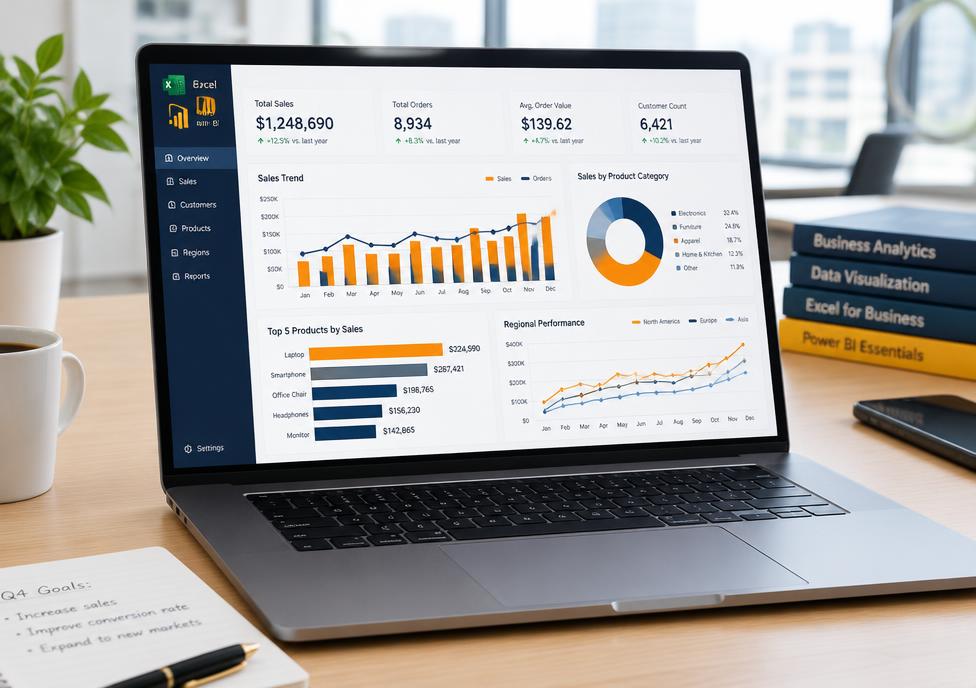 Excel
BI
Overview
Sales
Customers
Products
Regions
Reports
Settings
Total Sales
$1,248,690
+12.5% vs. last year
Total Orders
8,934
+8.3% vs. last year
Avg. Order Value
$139.62
+4.7% vs. last year
Customer Count
6,421
+10.2% vs. last year
Sales Trend
Sales Orders
$250K
$200K
$150K
$100K
$50K
$0
Jan Feb Mar Apr May Jun Jul Aug Sep Oct Nov Dec
Sales by Product Category
Electronics 32.4%
Furniture 24.8%
Apparel 18.7%
Home & Kitchen 12.3%
Other 11.8%
Top 5 Products by Sales
Laptop $324,590
Smartphone $287,421
Office Chair $198,765
Headphones $156,230
Monitor $142,865
Regional Performance
North America Europe Asia
$400K
$300K
$200K
$100K
$0
Jan Feb Mar Apr May Jun Jul Aug Sep Oct Nov Dec
Business Analytics
Data Visualization
Excel for Business
Power BI Essentials
Q4 Goals:
- Increase sales
- Improve conversion rate
- Expand to new markets